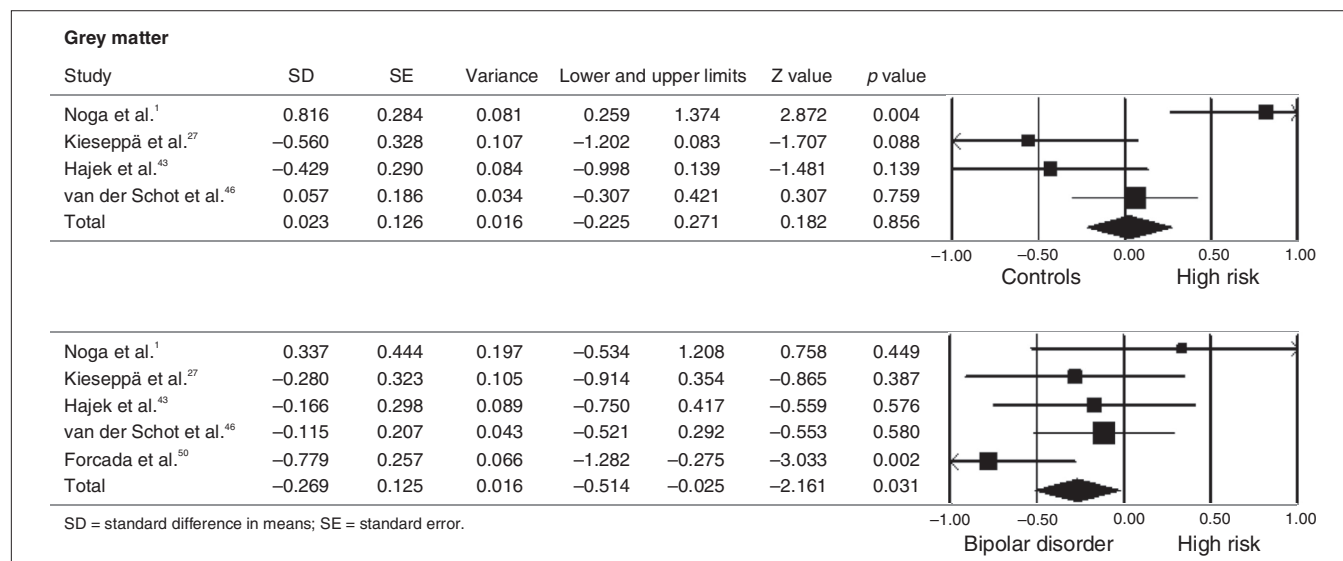 Grey matter
Study SD SE Variance Lower and upper limits Z value p value
Noga et al.1 0.816 0.284 0.081 0.259 1.374 2.872 0.004
Kieseppä et al.27 −0.560 0.328 0.107 −1.202 0.083 −1.707 0.088
Hajek et al.43 −0.429 0.290 0.084 −0.998 0.139 −1.481 0.139
van der Schot et al.46 0.057 0.186 0.034 −0.307 0.421 0.307 0.759
Total 0.023 0.126 0.016 −0.225 0.271 0.182 0.856
−1.00 −0.50 0.00 0.50 1.00
Controls High risk
Noga et al.1 0.337 0.444 0.197 −0.534 1.208 0.758 0.449
Kieseppä et al.27 −0.280 0.323 0.105 −0.914 0.354 −0.865 0.387
Hajek et al.43 −0.166 0.298 0.089 −0.750 0.417 −0.559 0.576
van der Schot et al.46 −0.115 0.207 0.043 −0.521 0.292 −0.553 0.580
Forcada et al.50 −0.779 0.257 0.066 −1.282 −0.275 −3.033 0.002
Total −0.269 0.125 0.016 −0.514 −0.025 −2.161 0.031
−1.00 −0.50 0.00 0.50 1.00
Bipolar disorder High risk
SD = standard difference in means; SE = standard error.